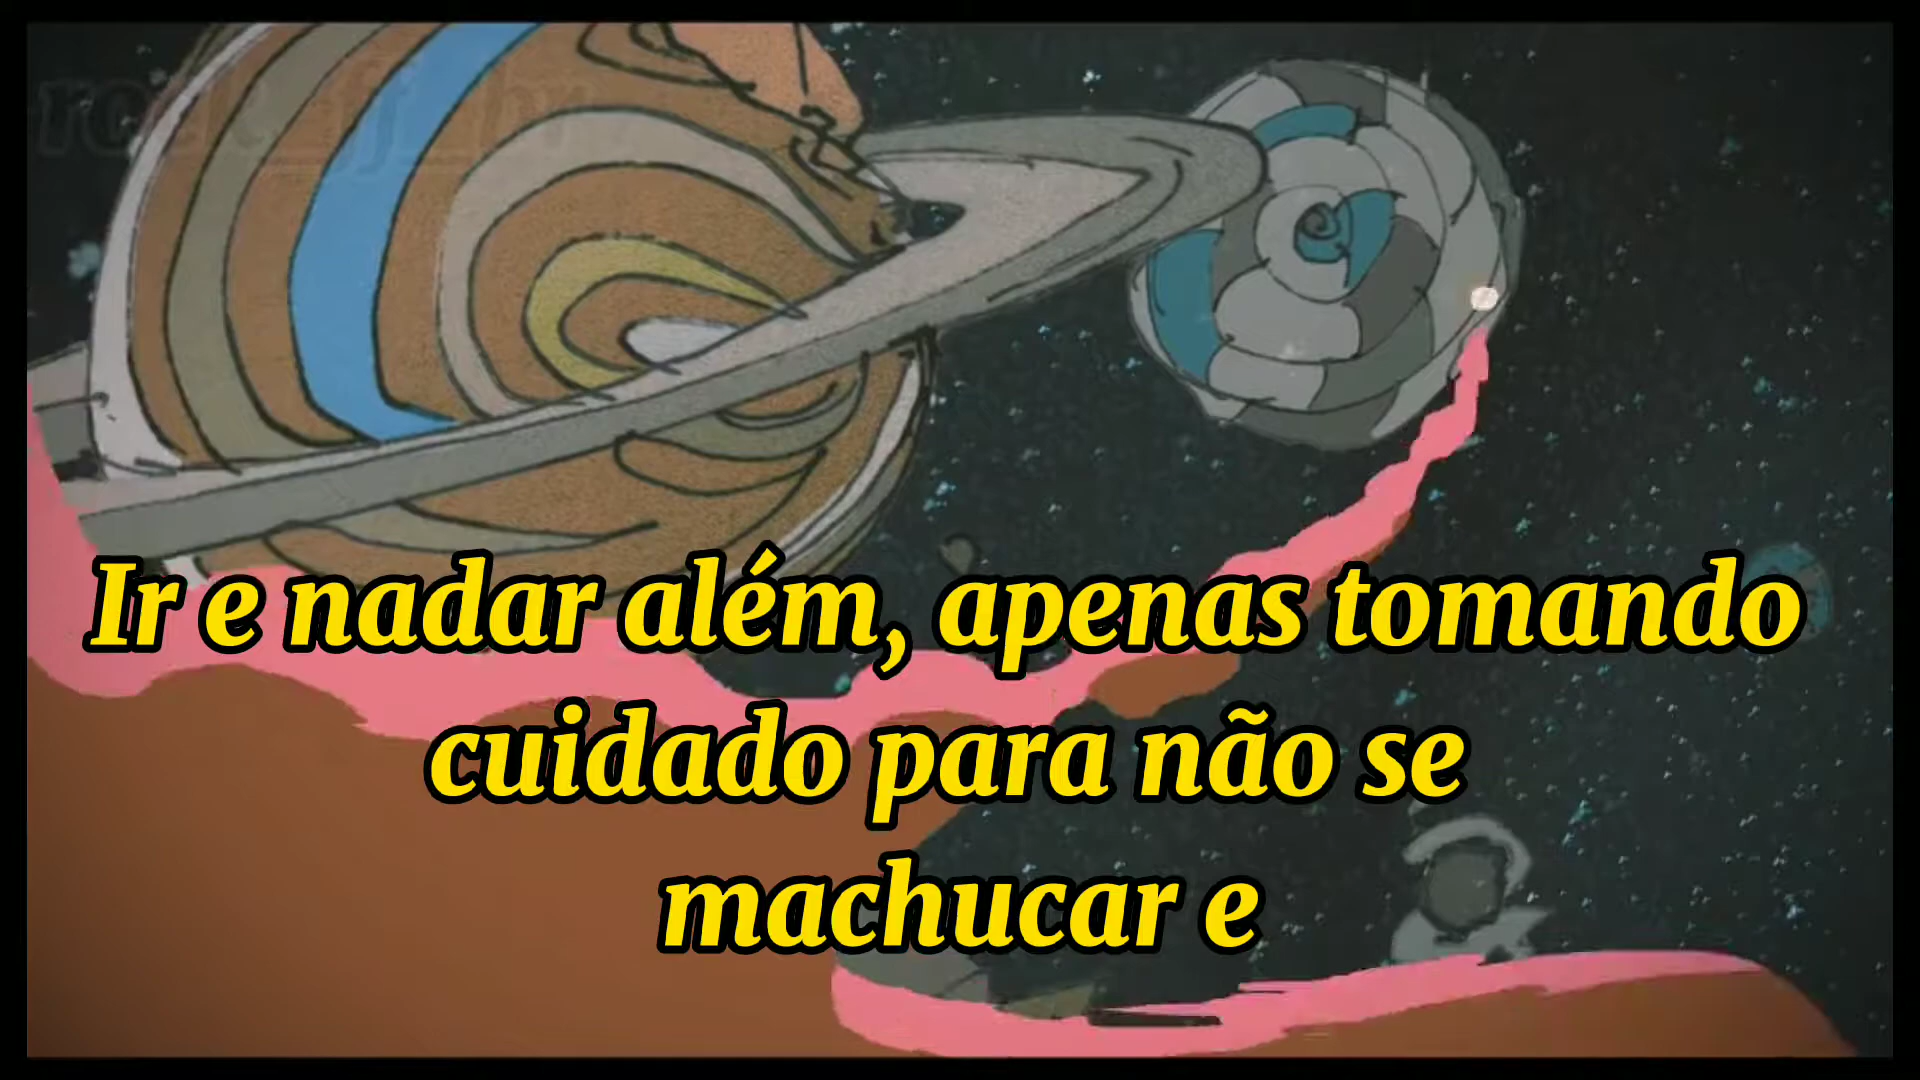 Ir e nadar além, apenas tomando
cuidado para não se
machucar e